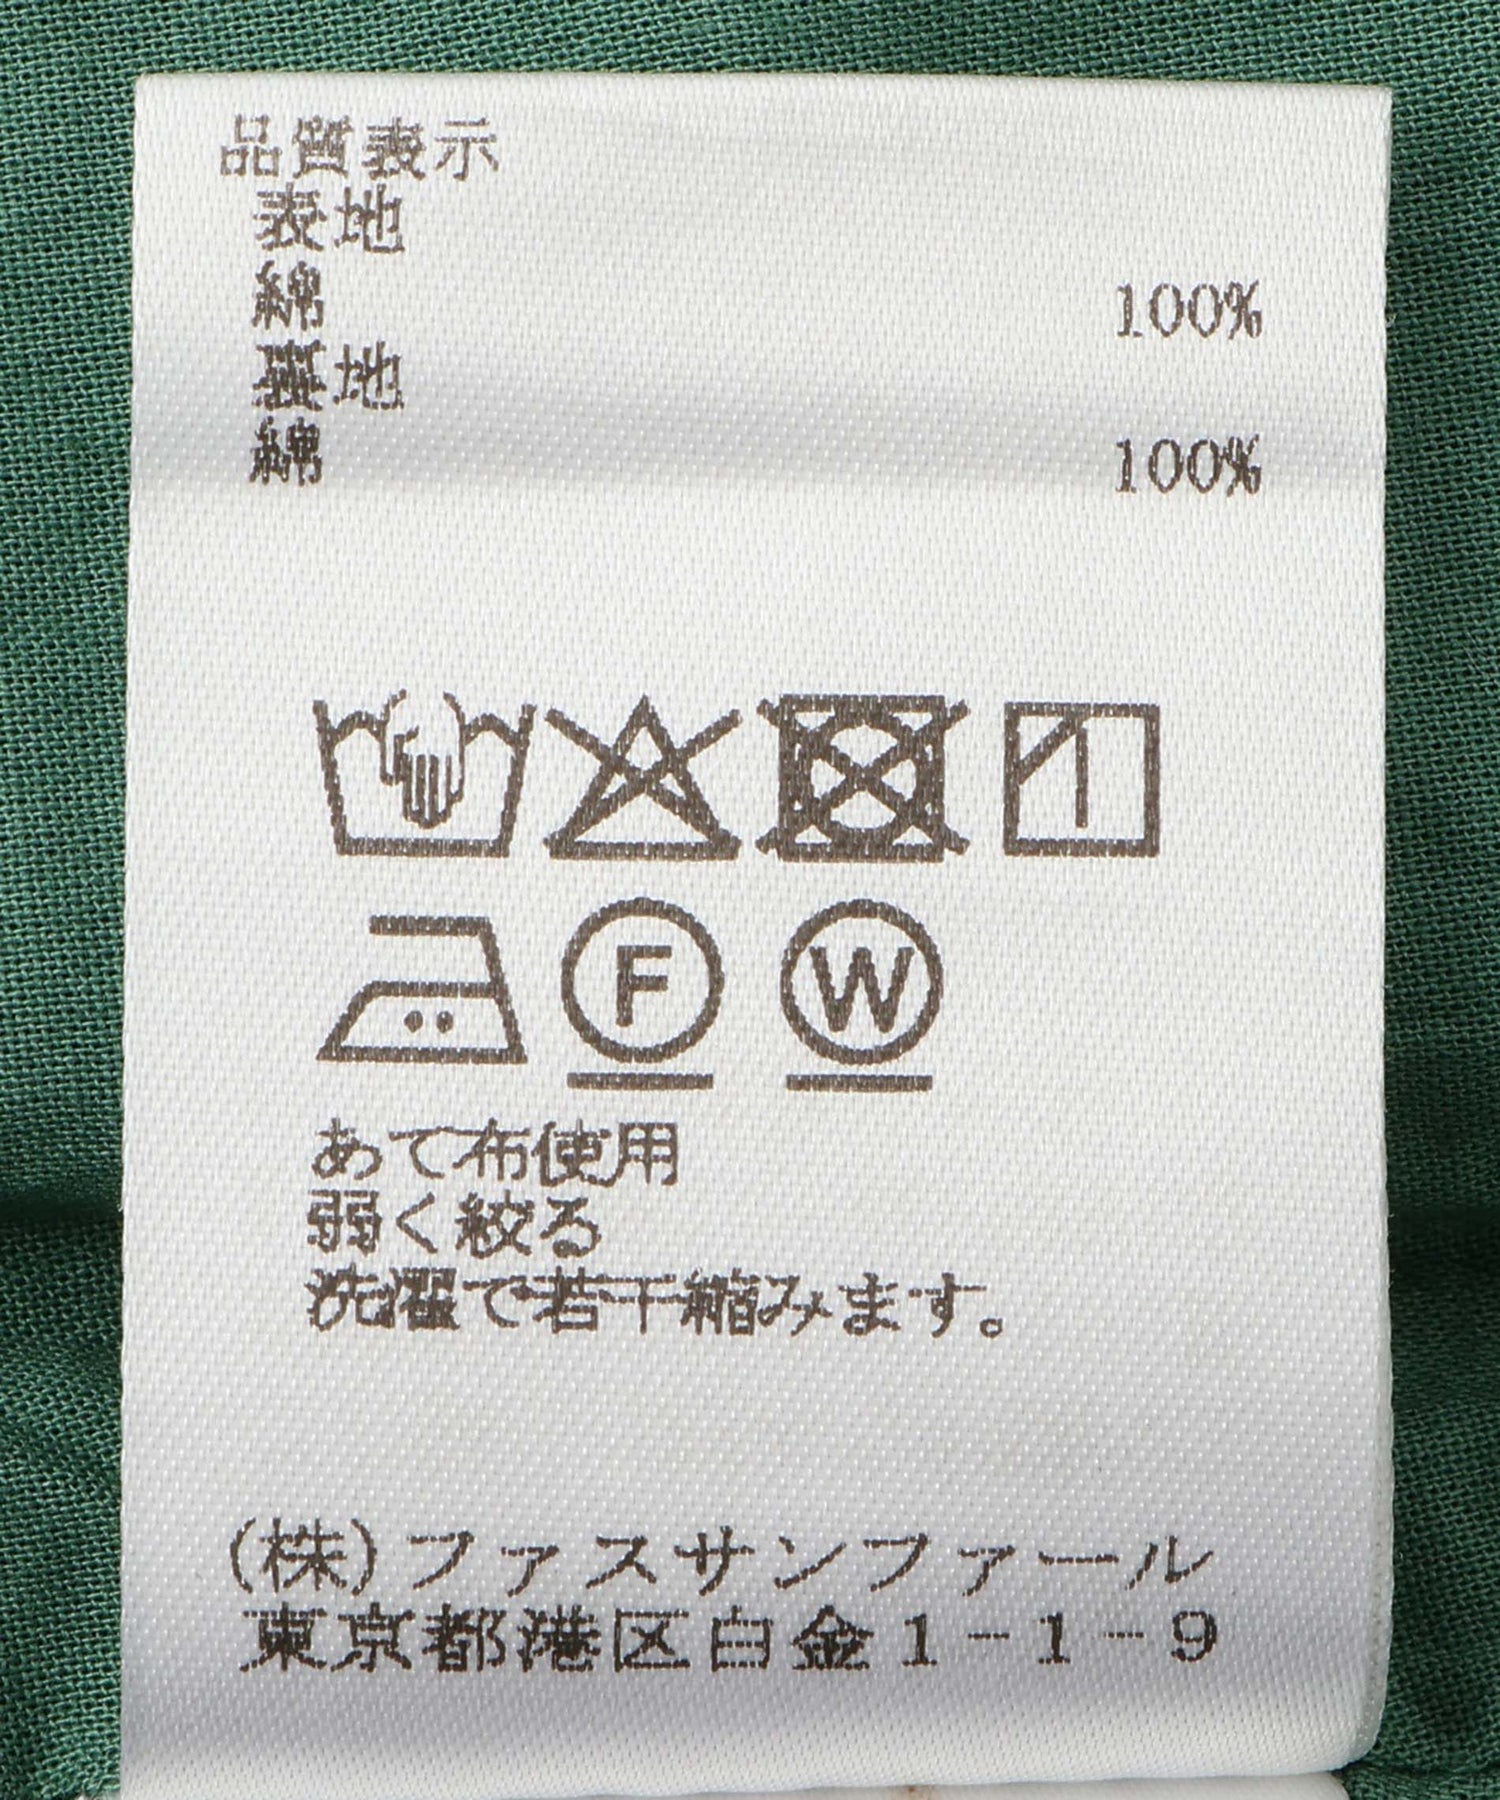 品質表示
表地
綿 100%
裏地
綿 100%
F W
あて布使用
弱く絞る
洗濯で若干縮みます。
(株)ファスサンファール
東京都港区白金1-1-9